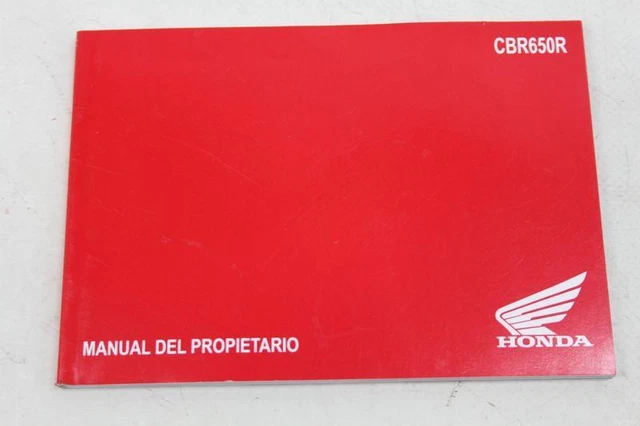 CBR650R
MANUAL DEL PROPIETARIO
HONDA